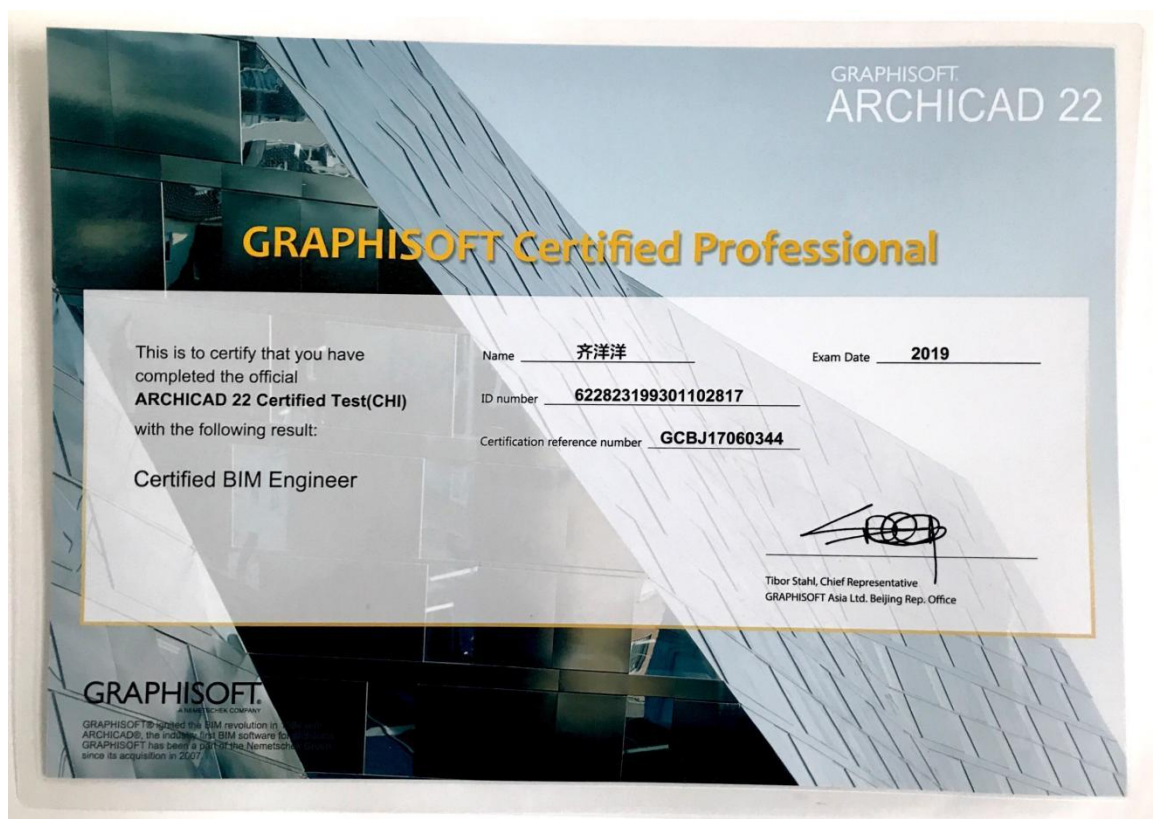 GRAPHISOFT.
ARCHICAD 22
GRAPHISOFT Certified Professional
This is to certify that you have
completed the official
ARCHICAD 22 Certified Test(CHI)
with the following result:
Certified BIM Engineer
Name 齐洋洋
Exam Date 2019
ID number 622823199301102817
Certification reference number GCBJ17060344
Tibor Stahl, Chief Representative
GRAPHISOFT Asia Ltd. Beijing Rep. Office
GRAPHISOFT.
A NEMETSCHEK COMPANY
GRAPHISOFT® ignited the BIM revolution in
ARCHICAD®, the industry first BIM software for
GRAPHISOFT has been a part of the Nemetschek Group
since its acquisition in 2007.